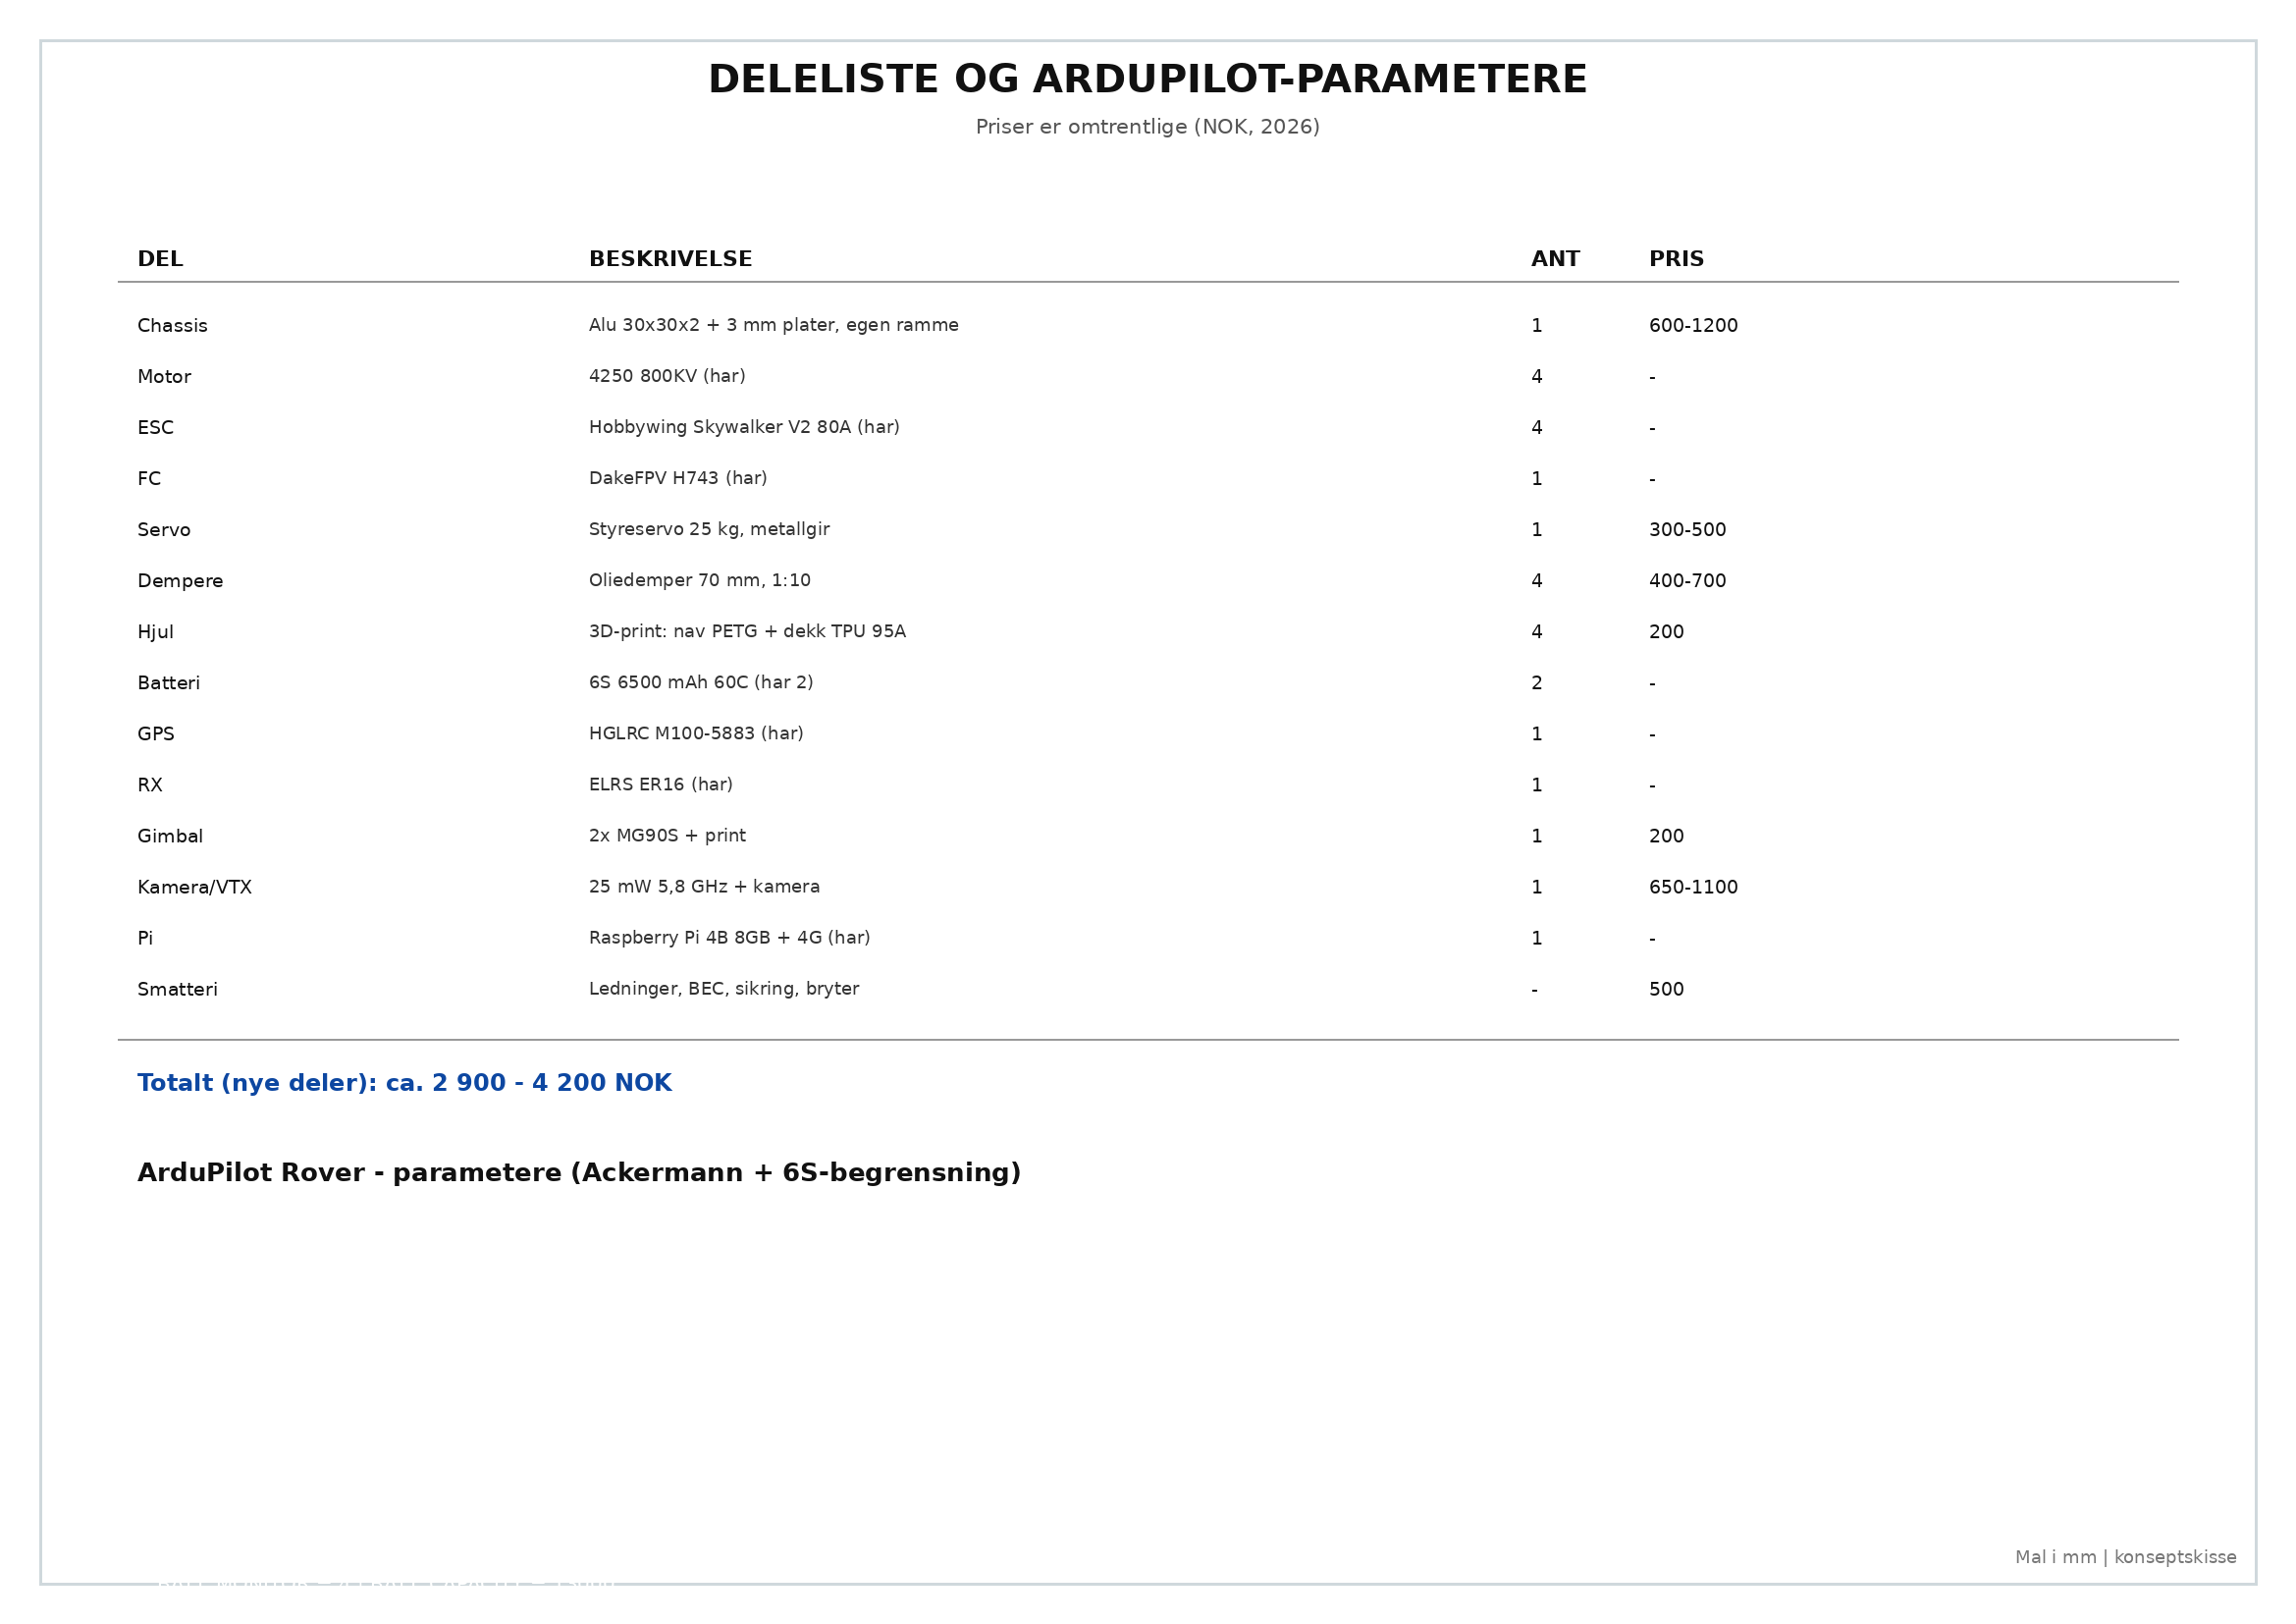 DELELISTE OG ARDUPILOT-PARAMETERE
Priser er omtrentlige (NOK, 2026)
DEL BESKRIVELSE ANT PRIS
Chassis Alu 30x30x2 + 3 mm plater, egen ramme 1 600-1200
Motor 4250 800KV (har) 4 -
ESC Hobbywing Skywalker V2 80A (har) 4 -
FC DakeFPV H743 (har) 1 -
Servo Styreservo 25 kg, metallgir 1 300-500
Dempere Oliedemper 70 mm, 1:10 4 400-700
Hjul 3D-print: nav PETG + dekk TPU 95A 4 200
Batteri 6S 6500 mAh 60C (har 2) 2 -
GPS HGLRC M100-5883 (har) 1 -
RX ELRS ER16 (har) 1 -
Gimbal 2x MG90S + print 1 200
Kamera/VTX 25 mW 5,8 GHz + kamera 1 650-1100
Pi Raspberry Pi 4B 8GB + 4G (har) 1 -
Smatteri Ledninger, BEC, sikring, bryter - 500
Totalt (nye deler): ca. 2 900 - 4 200 NOK
ArduPilot Rover - parametere (Ackermann + 6S-begrensning)
Mal i mm | konseptskisse